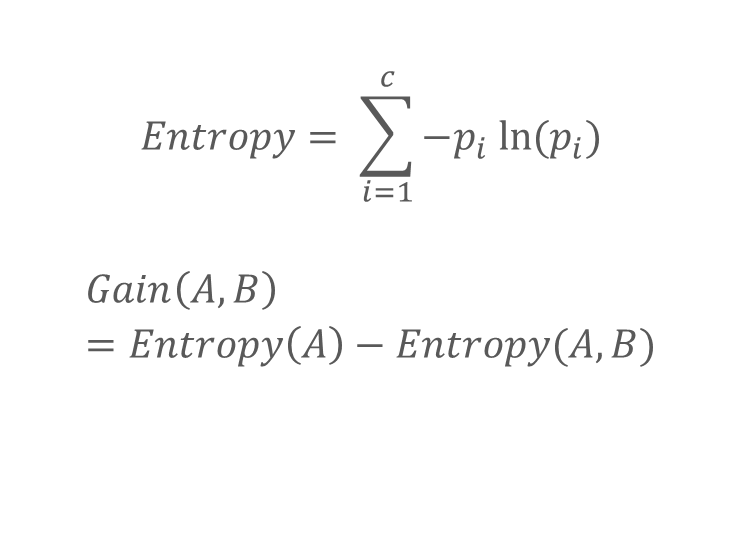 Entropy = ∑_{i=1}^{c} −p_i ln(p_i)
Gain(A, B)
= Entropy(A) − Entropy(A, B)